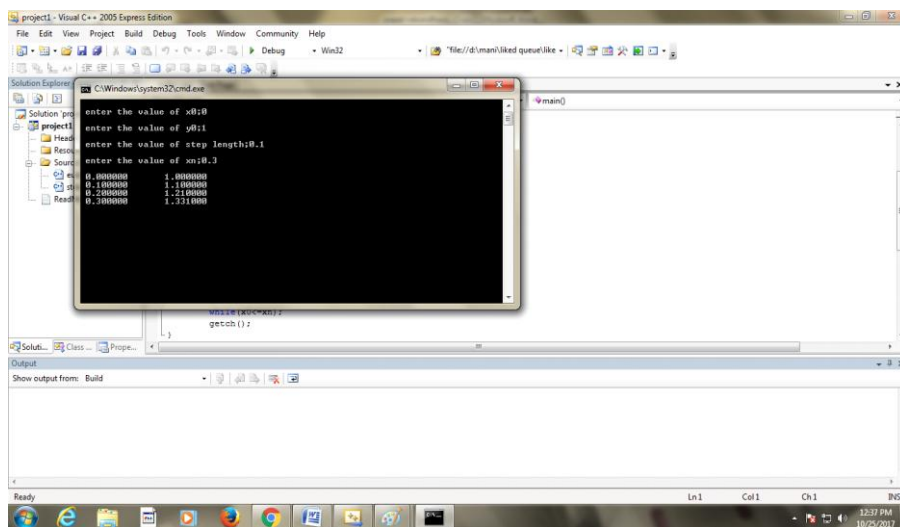 project1 - Visual C++ 2005 Express Edition
File Edit View Project Build Debug Tools Window Community Help
Debug Win32 "file://d:\mani\liked queue\like
Solution Explorer
C:\Windows\system32\cmd.exe
main()
Solution 'pro
project1
Head
Resou
Sourc
ReadM
enter the value of x0;0
enter the value of y0;1
enter the value of step length;0.1
enter the value of xn;0.3
0.000000 1.000000
0.100000 1.100000
0.200000 1.210000
0.300000 1.331000
while(x0<=xn);
getch();
}
Soluti... Class ... Prope...
Output
Show output from: Build
Ready Ln 1 Col 1 Ch 1 INS
12:37 PM
10/25/2017